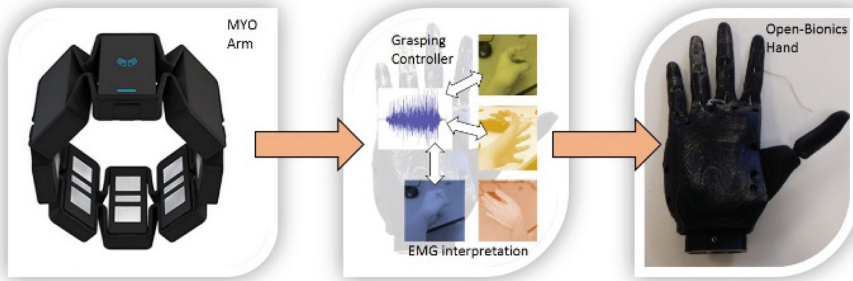 MYO
Arm
Grasping
Controller
EMG interpretation
Open-Bionics
Hand